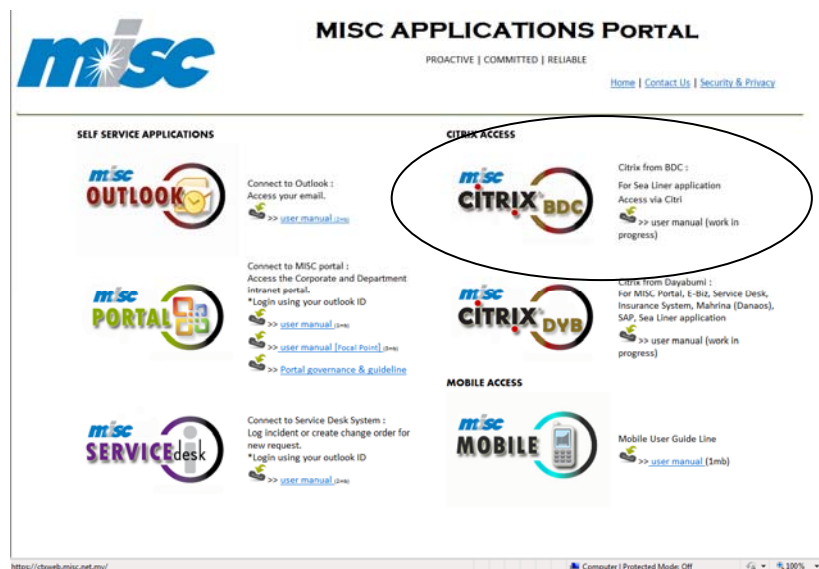 misc
MISC APPLICATIONS PORTAL
PROACTIVE | COMMITTED | RELIABLE
Home | Contact Us | Security & Privacy
SELF SERVICE APPLICATIONS
misc
OUTLOOK
Connect to Outlook :
Access your email.
>> user manual (2mb)
misc
PORTAL
Connect to MISC portal :
Access the Corporate and Department
intranet portal.
*Login using your outlook ID
>> user manual (1mb)
>> user manual [Focal Point] (3mb)
>> Portal governance & guideline
misc
SERVICEdesk
Connect to Service Desk System :
Log incident or create change order for
new request.
*Login using your outlook ID
>> user manual (2mb)
CITRIX ACCESS
misc
CITRIX BDC
Citrix from BDC :
For Sea Liner application
Access via Citri
>> user manual (work in
progress)
misc
CITRIX DYB
Citrix from Dayabumi :
For MISC Portal, E-Biz, Service Desk,
Insurance System, Mahrina (Danaos),
SAP, Sea Liner application
>> user manual (work in
progress)
MOBILE ACCESS
misc
MOBILE
Mobile User Guide Line
>> user manual (1mb)
https://ctxweb.misc.net.my/
Computer | Protected Mode: Off
100%